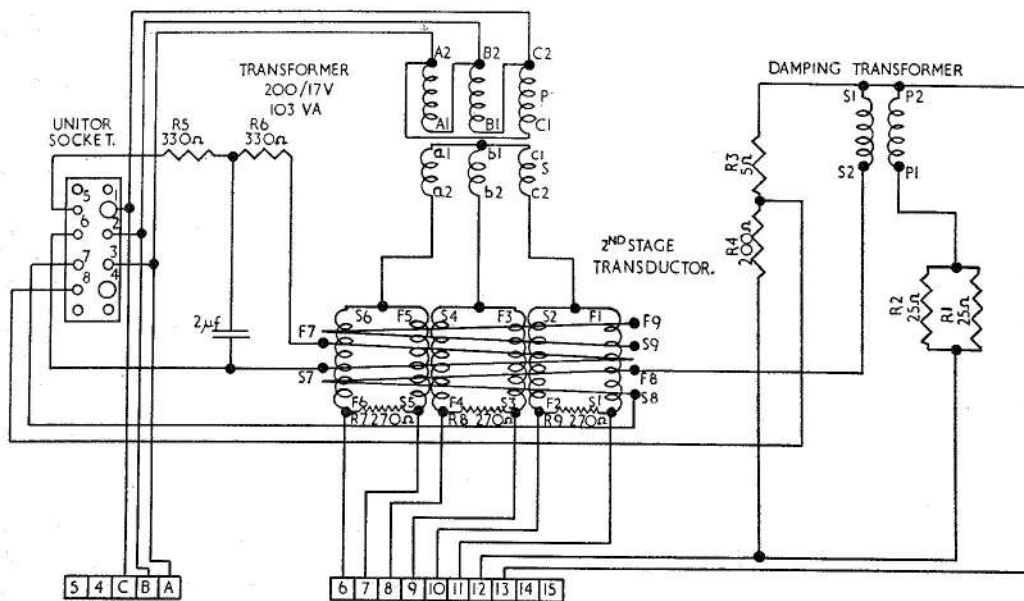 A2
B2
C2
TRANSFORMER
200/17V
103 VA
DAMPING TRANSFORMER
P
A1
B1
C1
S1
P2
UNITOR
SOCKET.
R5
330Ω
R6
330Ω
a1
b1
c1
S
a2
b2
c2
R3
5Ω
S2
P1
5
1
6
2
7
3
8
4
2ND STAGE
TRANSDUCTOR.
R4
200Ω
R2
25Ω
R1
25Ω
2μf
S6
F5
S4
F3
S2
F1
F7
F9
S9
S7
F8
S8
F6
S5
F4
S3
F2
S1
R7 270Ω
R8 270Ω
R9 270Ω
5 4 C B A
6 7 8 9 10 11 12 13 14 15